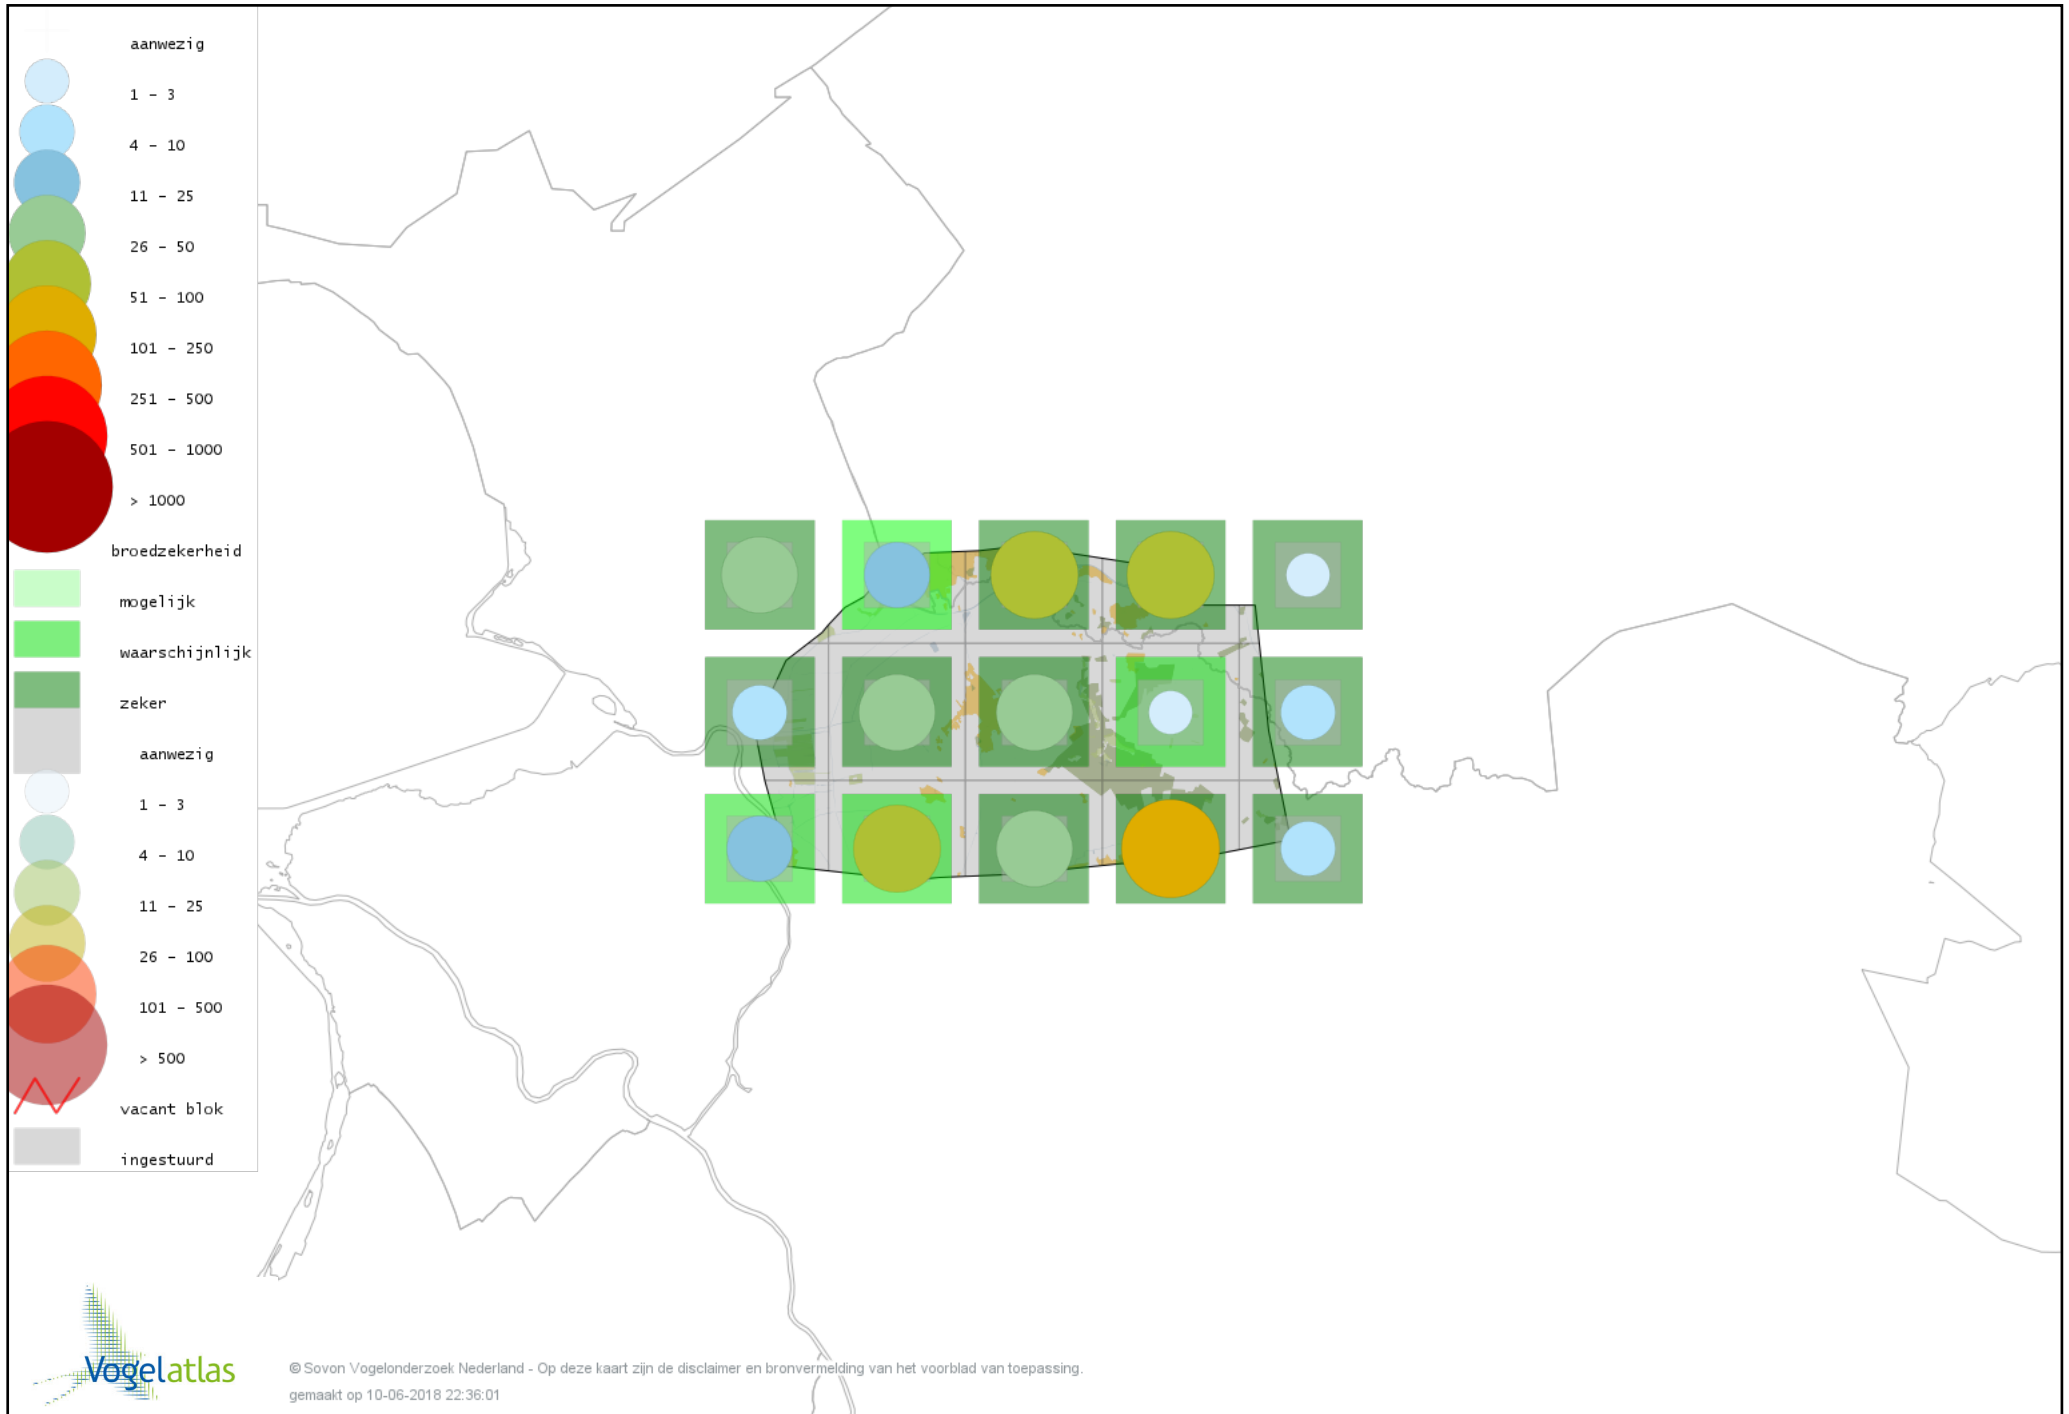 aanwezig
1 - 3
4 - 10
11 - 25
26 - 50
51 - 100
101 - 250
251 - 500
501 - 1000
> 1000
broedzekerheid
mogelijk
waarschijnlijk
zeker
aanwezig
1 - 3
4 - 10
11 - 25
26 - 100
101 - 500
> 500
vacant blok
ingestuurd
Vogelatlas
© Sovon Vogelonderzoek Nederland - Op deze kaart zijn de disclaimer en bronvermelding van het voorblad van toepassing.
gemaakt op 10-06-2018 22:36:01